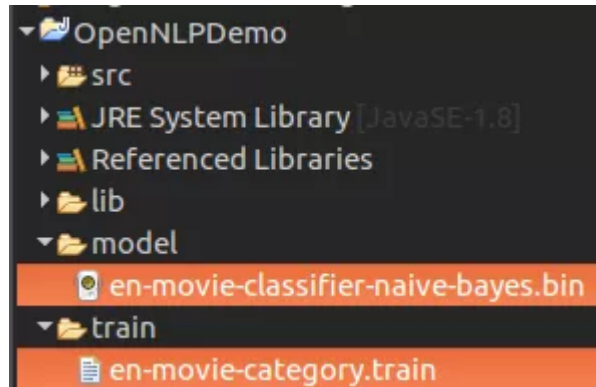 OpenNLPDemo
src
JRE System Library [JavaSE-1.8]
Referenced Libraries
lib
model
en-movie-classifier-naive-bayes.bin
train
en-movie-category.train